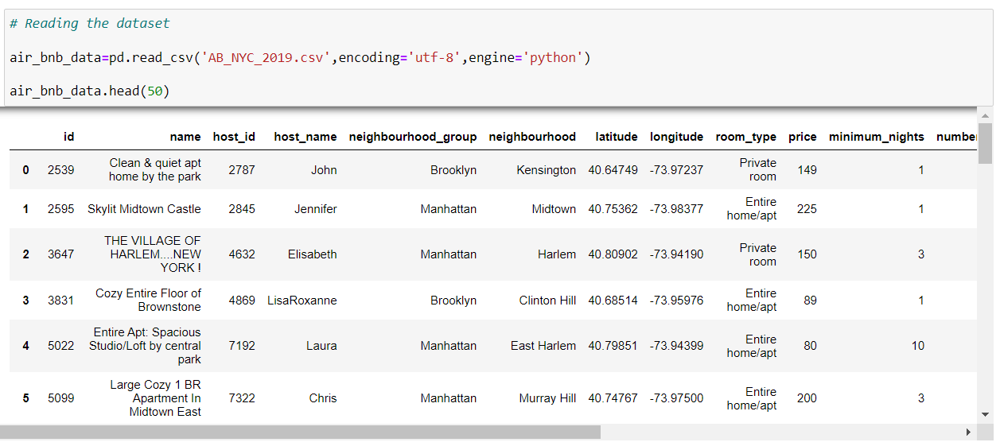 # Reading the dataset
air_bnb_data=pd.read_csv('AB_NYC_2019.csv',encoding='utf-8',engine='python')
air_bnb_data.head(50)
id name host_id host_name neighbourhood_group neighbourhood latitude longitude room_type price minimum_nights number
0 2539 Clean & quiet apt home by the park 2787 John Brooklyn Kensington 40.64749 -73.97237 Private room 149 1
1 2595 Skylit Midtown Castle 2845 Jennifer Manhattan Midtown 40.75362 -73.98377 Entire home/apt 225 1
2 3647 THE VILLAGE OF HARLEM....NEW YORK ! 4632 Elisabeth Manhattan Harlem 40.80902 -73.94190 Private room 150 3
3 3831 Cozy Entire Floor of Brownstone 4869 LisaRoxanne Brooklyn Clinton Hill 40.68514 -73.95976 Entire home/apt 89 1
4 5022 Entire Apt: Spacious Studio/Loft by central park 7192 Laura Manhattan East Harlem 40.79851 -73.94399 Entire home/apt 80 10
5 5099 Large Cozy 1 BR Apartment In Midtown East 7322 Chris Manhattan Murray Hill 40.74767 -73.97500 Entire home/apt 200 3